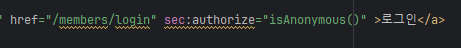 " href="/members/login" sec:authorize="isAnonymous()" >로그인</a>